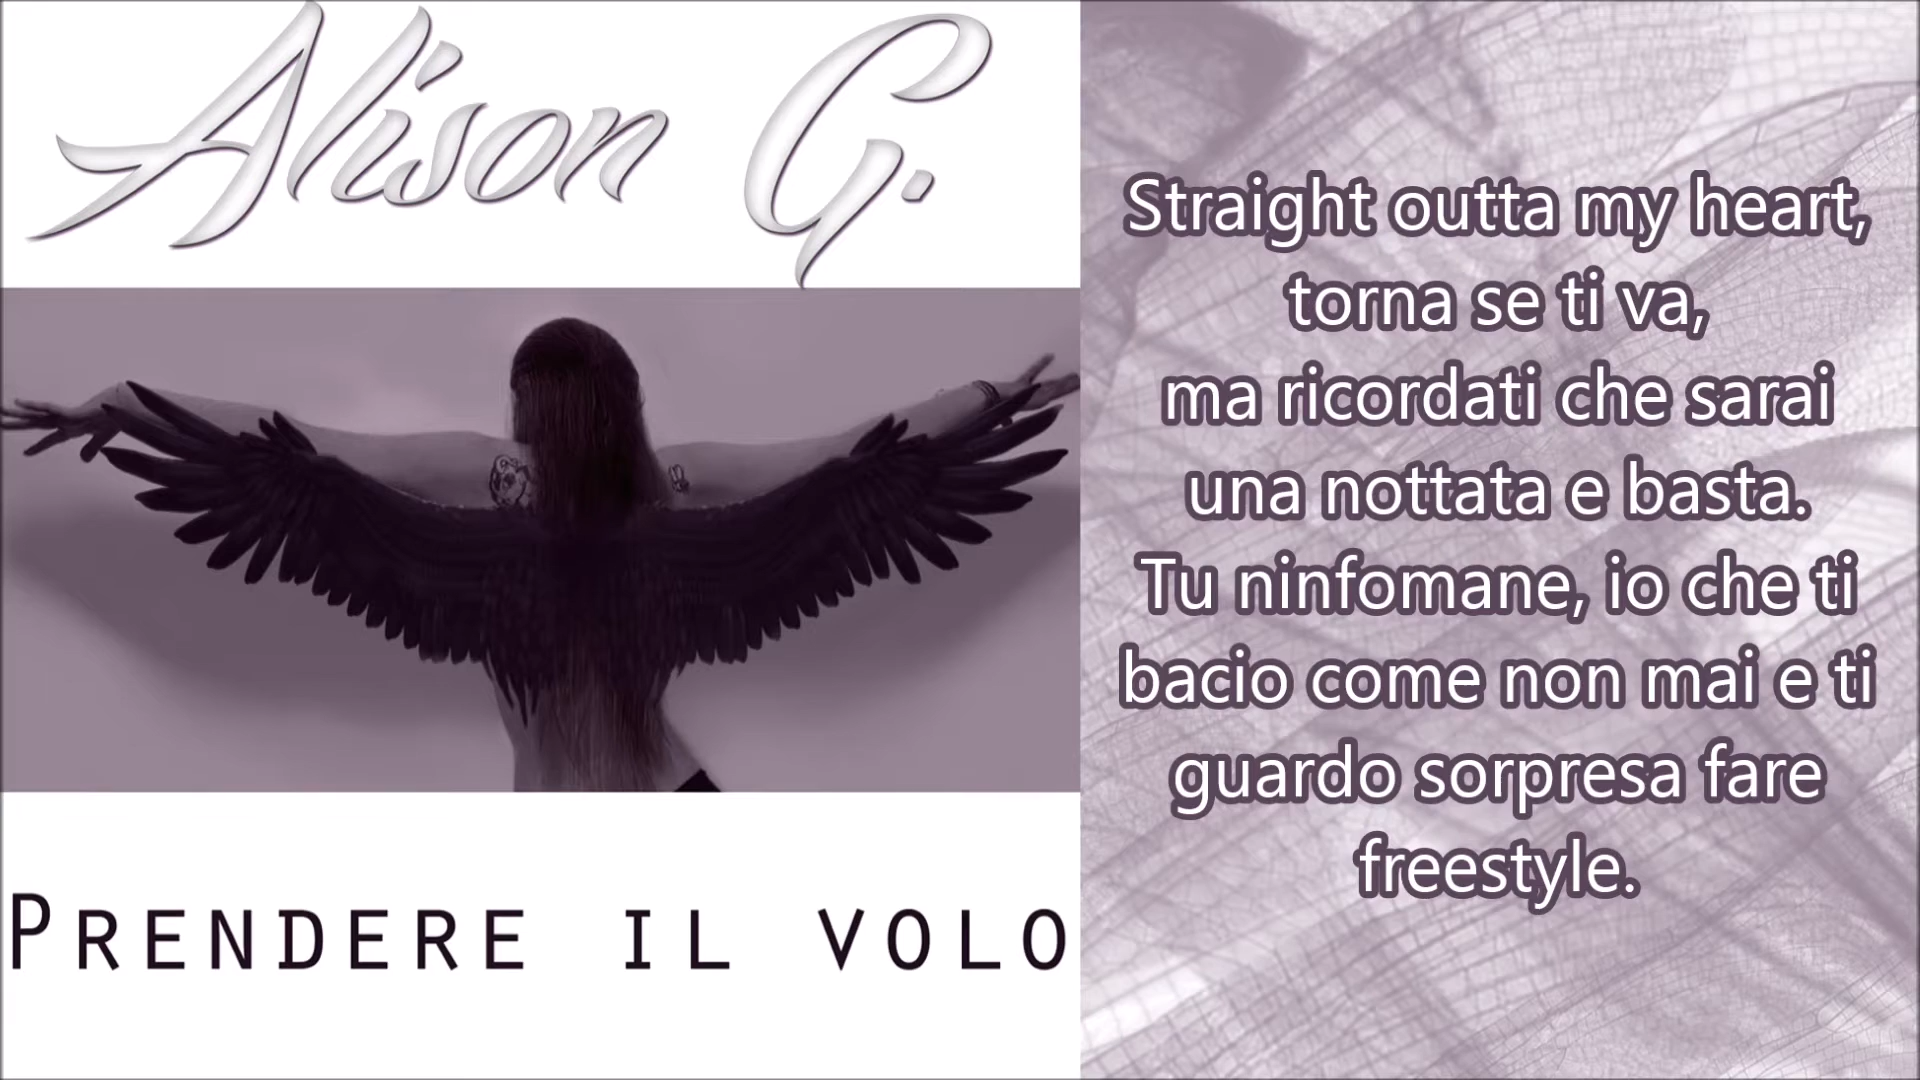 Alison G.
Prendere il volo
Straight outta my heart,
torna se ti va,
ma ricordati che sarai
una nottata e basta.
Tu ninfomane, io che ti
bacio come non mai e ti
guardo sorpresa fare
freestyle.